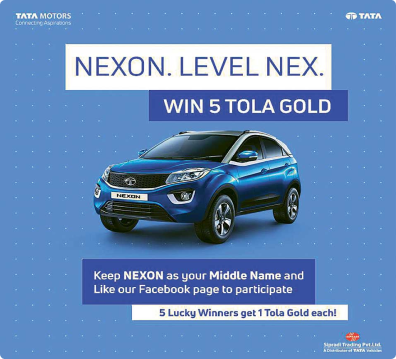 TATA MOTORS
Connecting Aspirations
TATA
NEXON. LEVEL NEX.
WIN 5 TOLA GOLD
NEXON
Keep NEXON as your Middle Name and
Like our Facebook page to participate
5 Lucky Winners get 1 Tola Gold each!
Sipradi Trading Pvt. Ltd.
A Distributor of TATA Vehicles